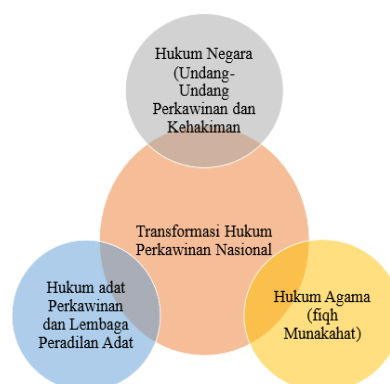 Hukum Negara
(Undang-
Undang
Perkawinan dan
Kehakiman
Transformasi Hukum
Perkawinan Nasional
Hukum adat
Perkawinan
dan Lembaga
Peradilan Adat
Hukum Agama
(fiqh
Munakahat)